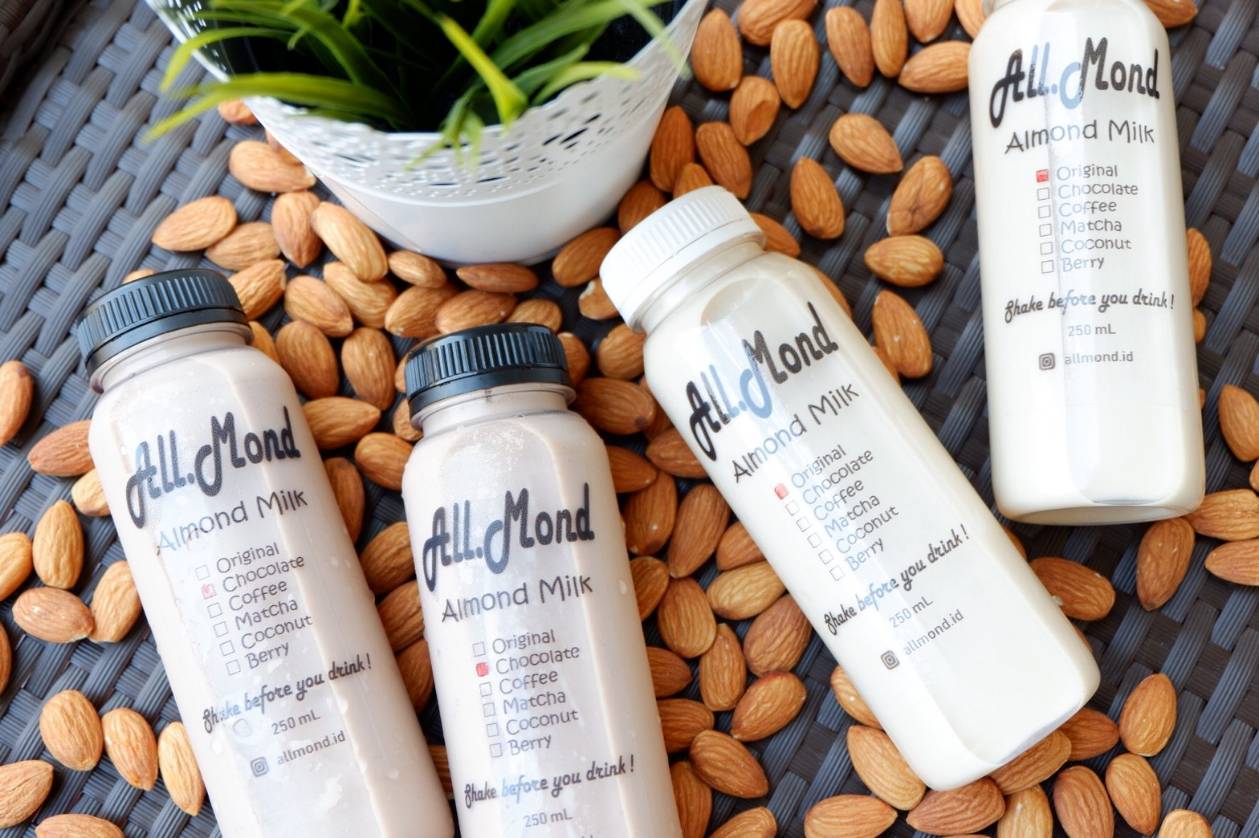 All.Mond
Almond Milk
Original
Chocolate
Coffee
Matcha
Coconut
Berry
Shake before you drink!
250 mL
allmond.id
All.Mond
Almond Milk
Original
Chocolate
Coffee
Matcha
Coconut
Berry
Shake before you drink!
250 mL
All.Mond
Almond Milk
Original
Chocolate
Coffee
Matcha
Coconut
Berry
Shake before you drink!
250 mL
allmond.id
All.Mond
Almond Milk
Original
Chocolate
Coffee
Matcha
Coconut
Berry
Shake before you drink!
250 mL
allmond.id